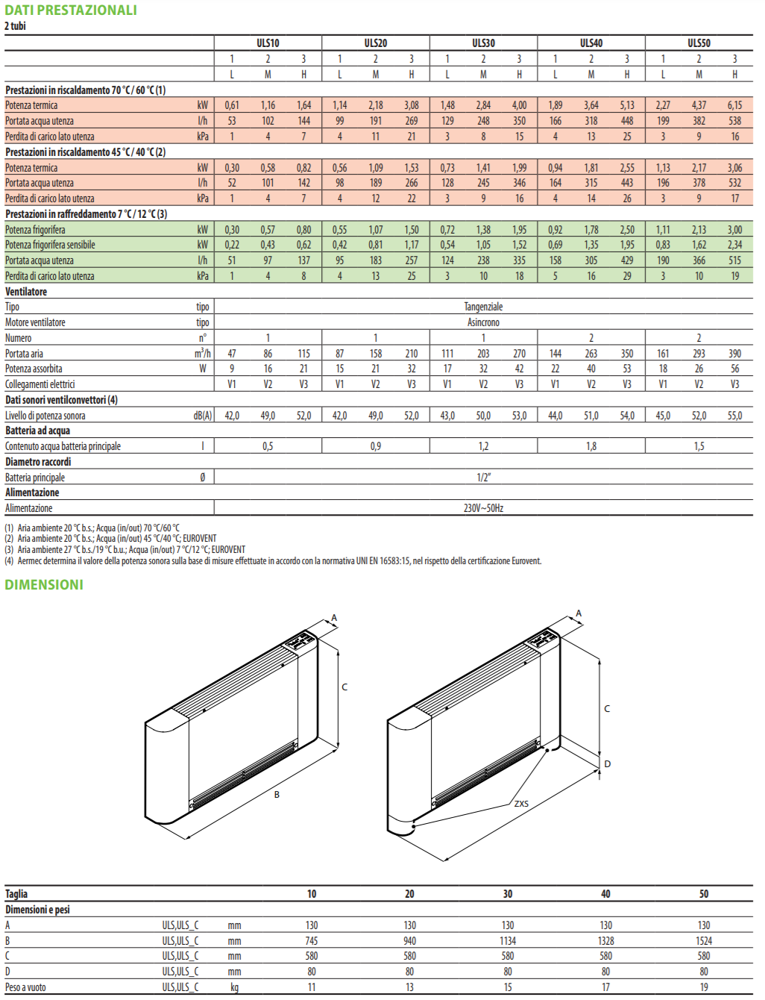 DATI PRESTAZIONALI
2 tubi
ULS10 ULS20 ULS30 ULS40 ULS50
1 2 3 1 2 3 1 2 3 1 2 3 1 2 3
L M H L M H L M H L M H L M H
Prestazioni in riscaldamento 70 °C / 60 °C (1)
Potenza termica kW 0,61 1,16 1,64 1,14 2,18 3,08 1,48 2,84 4,00 1,89 3,64 5,13 2,27 4,37 6,15
Portata acqua utenza l/h 53 102 144 99 191 269 129 248 350 166 318 448 199 382 538
Perdita di carico lato utenza kPa 1 4 7 4 11 21 3 8 15 4 13 25 3 9 16
Prestazioni in riscaldamento 45 °C / 40 °C (2)
Potenza termica kW 0,30 0,58 0,82 0,56 1,09 1,53 0,73 1,41 1,99 0,94 1,81 2,55 1,13 2,17 3,06
Portata acqua utenza l/h 52 101 142 98 189 266 128 245 346 164 315 443 196 378 532
Perdita di carico lato utenza kPa 1 4 7 4 12 22 3 9 16 4 14 26 3 9 17
Prestazioni in raffreddamento 7 °C / 12 °C (3)
Potenza frigorifera kW 0,30 0,57 0,80 0,55 1,07 1,50 0,72 1,38 1,95 0,92 1,78 2,50 1,11 2,13 3,00
Potenza frigorifera sensibile kW 0,22 0,43 0,62 0,42 0,81 1,17 0,54 1,05 1,52 0,69 1,35 1,95 0,83 1,62 2,34
Portata acqua utenza l/h 51 97 137 95 183 257 124 238 335 158 305 429 190 366 515
Perdita di carico lato utenza kPa 1 4 8 4 13 25 3 10 18 5 16 29 3 10 19
Ventilatore
Tipo tipo Tangenziale
Motore ventilatore tipo Asincrono
Numero n° 1 1 1 2 2
Portata aria m³/h 47 86 115 87 158 210 111 203 270 144 263 350 161 293 390
Potenza assorbita W 9 16 21 15 21 32 17 32 42 22 40 53 18 26 56
Collegamenti elettrici V1 V2 V3 V1 V2 V3 V1 V2 V3 V1 V2 V3 V1 V2 V3
Dati sonori ventilconvettori (4)
Livello di potenza sonora dB(A) 42,0 49,0 52,0 42,0 49,0 52,0 43,0 50,0 53,0 44,0 51,0 54,0 45,0 52,0 55,0
Batteria ad acqua
Contenuto acqua batteria principale l 0,5 0,9 1,2 1,8 1,5
Diametro raccordi
Batteria principale Ø 1/2"
Alimentazione
Alimentazione 230V~50Hz
(1) Aria ambiente 20 °C b.s.; Acqua (in/out) 70 °C/60 °C
(2) Aria ambiente 20 °C b.s.; Acqua (in/out) 45 °C/40 °C; EUROVENT
(3) Aria ambiente 27 °C b.s./19 °C b.u.; Acqua (in/out) 7 °C/12 °C; EUROVENT
(4) Aermec determina il valore della potenza sonora sulla base di misure effettuate in accordo con la normativa UNI EN 16583:15, nel rispetto della certificazione Eurovent.
DIMENSIONI
A
C
B
A
C
D
ZXS
Taglia 10 20 30 40 50
Dimensioni e pesi
A ULS,ULS_C mm 130 130 130 130 130
B ULS,ULS_C mm 745 940 1134 1328 1524
C ULS,ULS_C mm 580 580 580 580 580
D ULS,ULS_C mm 80 80 80 80 80
Peso a vuoto ULS,ULS_C kg 11 13 15 17 19